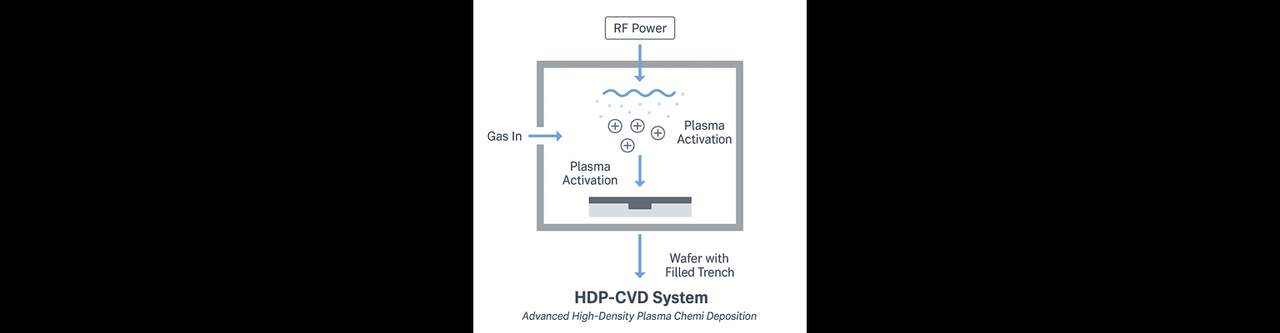 RF Power
Gas In
Plasma
Activation
Plasma
Activation
Wafer with
Filled Trench
HDP-CVD System
Advanced High-Density Plasma Chemi Deposition